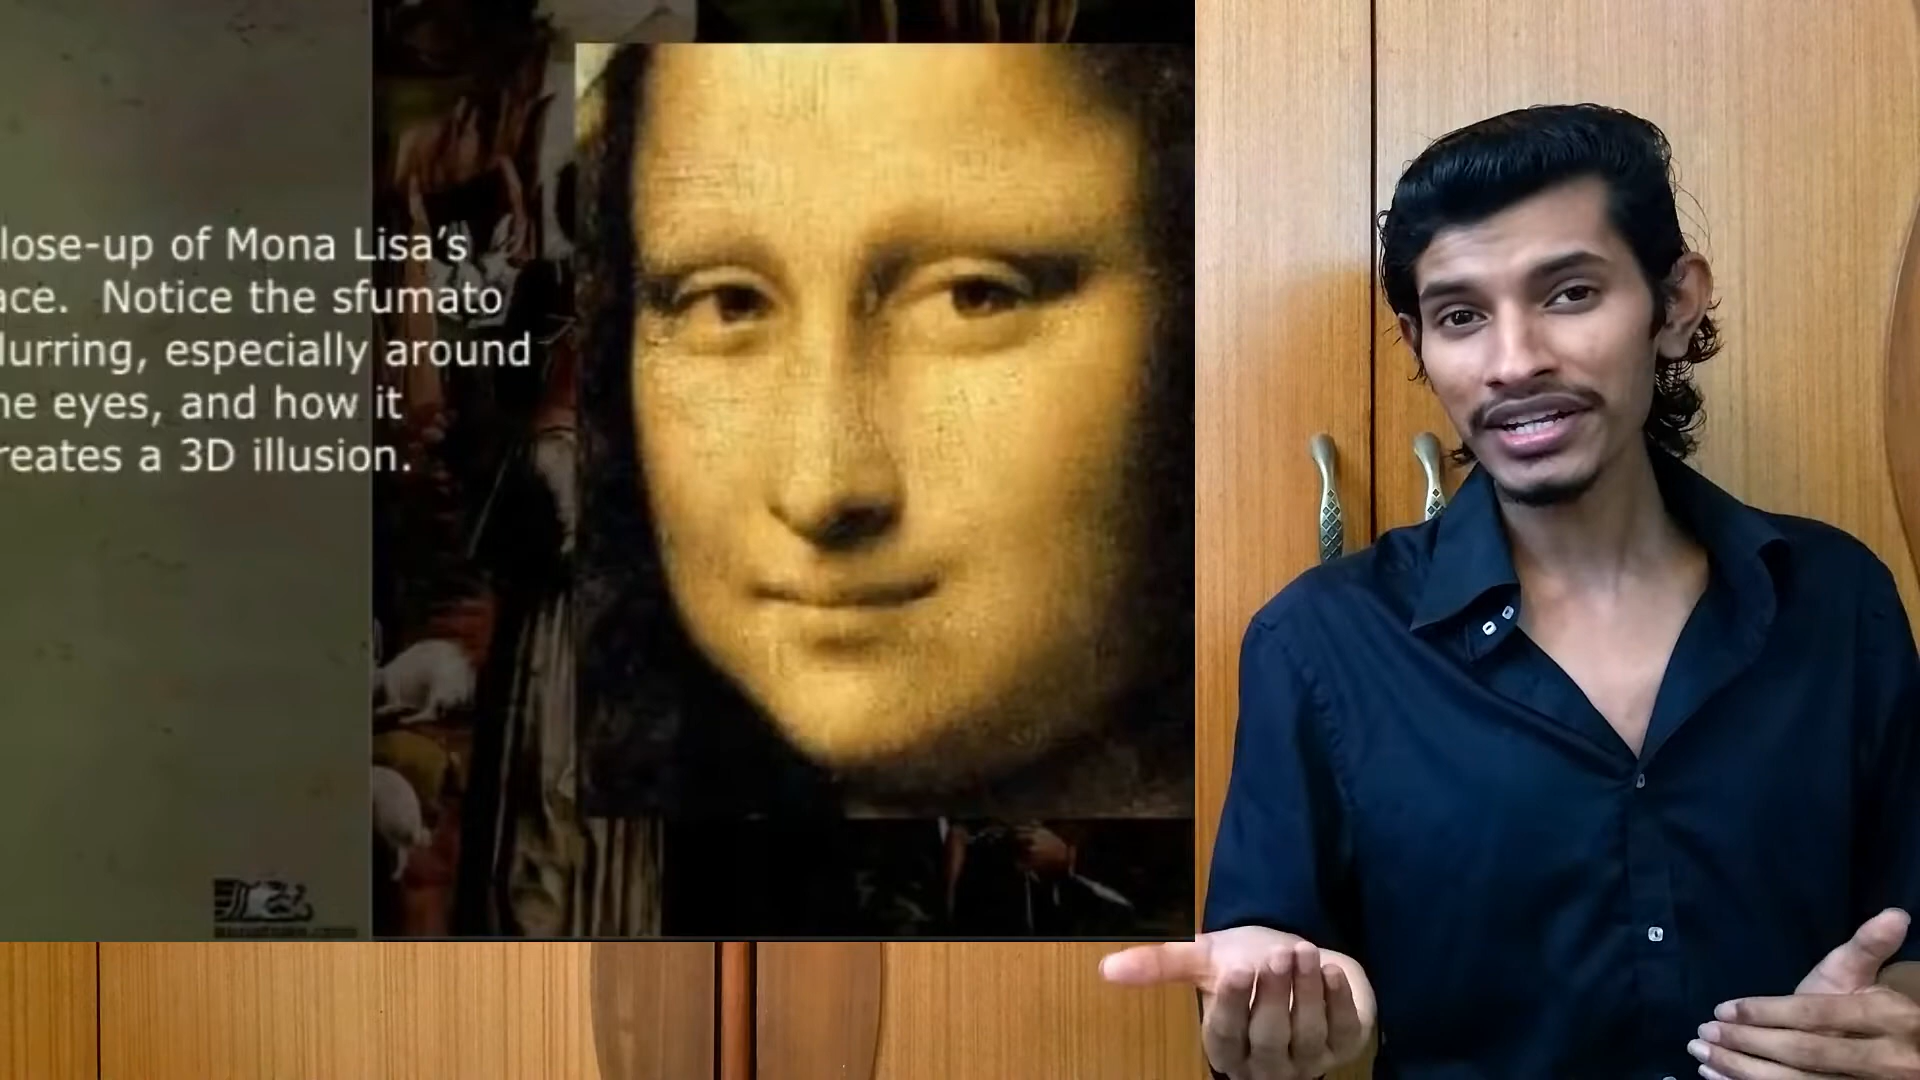 lose-up of Mona Lisa’s
ace. Notice the sfumato
lurring, especially around
he eyes, and how it
reates a 3D illusion.